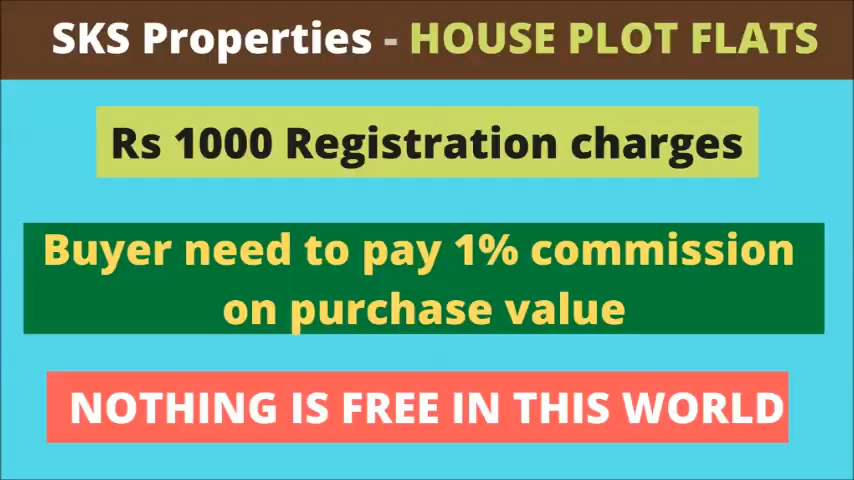 SKS Properties - HOUSE PLOT FLATS
Rs 1000 Registration charges
Buyer need to pay 1% commission
on purchase value
NOTHING IS FREE IN THIS WORLD